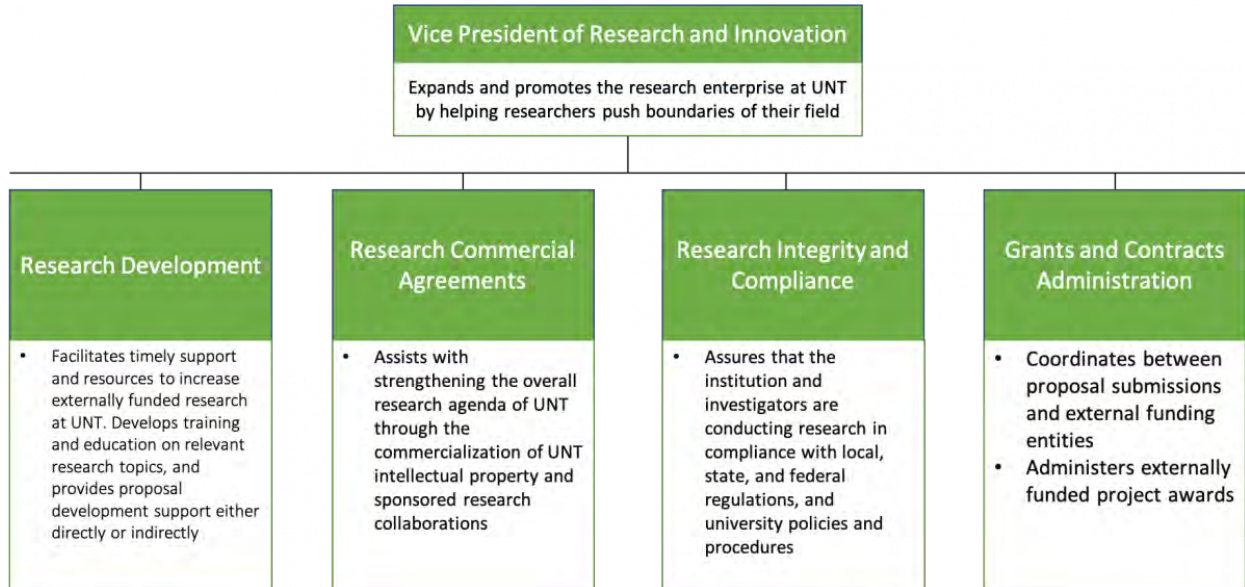 Vice President of Research and Innovation
Expands and promotes the research enterprise at UNT
by helping researchers push boundaries of their field
Research Development
• Facilitates timely support
and resources to increase
externally funded research
at UNT. Develops training
and education on relevant
research topics, and
provides proposal
development support either
directly or indirectly
Research Commercial
Agreements
• Assists with
strengthening the overall
research agenda of UNT
through the
commercialization of UNT
intellectual property and
sponsored research
collaborations
Research Integrity and
Compliance
• Assures that the
institution and
investigators are
conducting research in
compliance with local,
state, and federal
regulations, and
university policies and
procedures
Grants and Contracts
Administration
• Coordinates between
proposal submissions
and external funding
entities
• Administers externally
funded project awards